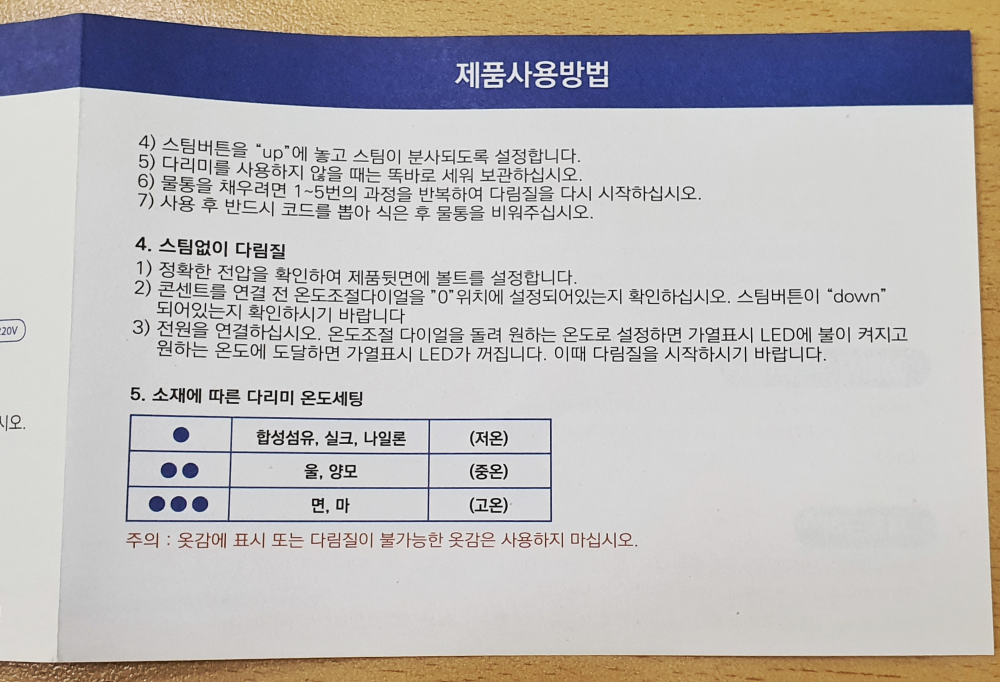 제품사용방법
4) 스팀버튼을 “up”에 놓고 스팀이 분사되도록 설정합니다.
5) 다리미를 사용하지 않을 때는 똑바로 세워 보관하십시오.
6) 물통을 채우려면 1~5번의 과정을 반복하여 다림질을 다시 시작하십시오.
7) 사용 후 반드시 코드를 뽑아 식은 후 물통을 비워주십시오.
4. 스팀없이 다림질
1) 정확한 전압을 확인하여 제품뒷면에 볼트를 설정합니다.
2) 콘센트를 연결 전 온도조절다이얼을 "0"위치에 설정되어있는지 확인하십시오. 스팀버튼이 “down”
되어있는지 확인하시기 바랍니다
3) 전원을 연결하십시오. 온도조절 다이얼을 돌려 원하는 온도로 설정하면 가열표시 LED에 불이 켜지고
원하는 온도에 도달하면 가열표시 LED가 꺼집니다. 이때 다림질을 시작하시기 바랍니다.
220V
시오.
5. 소재에 따른 다리미 온도세팅
● 합성섬유, 실크, 나일론 (저온)
●● 울, 양모 (중온)
●●● 면, 마 (고온)
주의 : 옷감에 표시 또는 다림질이 불가능한 옷감은 사용하지 마십시오.